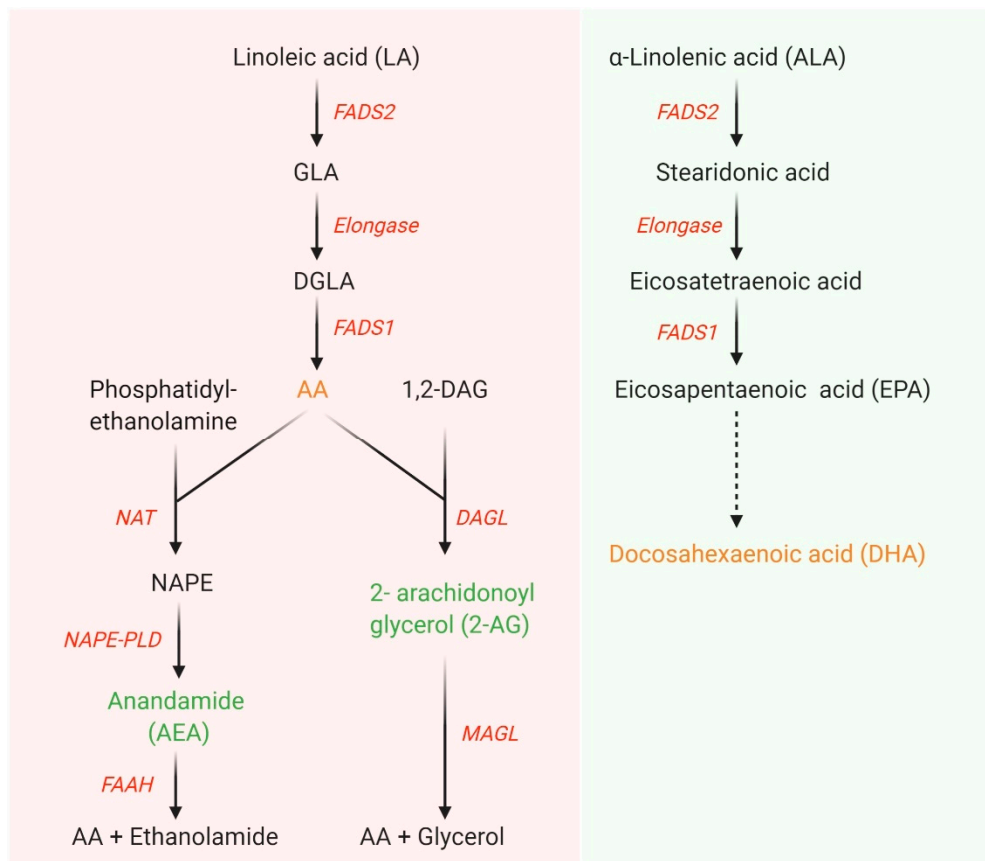 Linoleic acid (LA)
FADS2
GLA
Elongase
DGLA
FADS1
Phosphatidyl-
ethanolamine
AA
1,2-DAG
NAT
DAGL
NAPE
2- arachidonoyl
glycerol (2-AG)
NAPE-PLD
Anandamide
(AEA)
MAGL
FAAH
AA + Ethanolamide
AA + Glycerol
α-Linolenic acid (ALA)
FADS2
Stearidonic acid
Elongase
Eicosatetraenoic acid
FADS1
Eicosapentaenoic acid (EPA)
Docosahexaenoic acid (DHA)